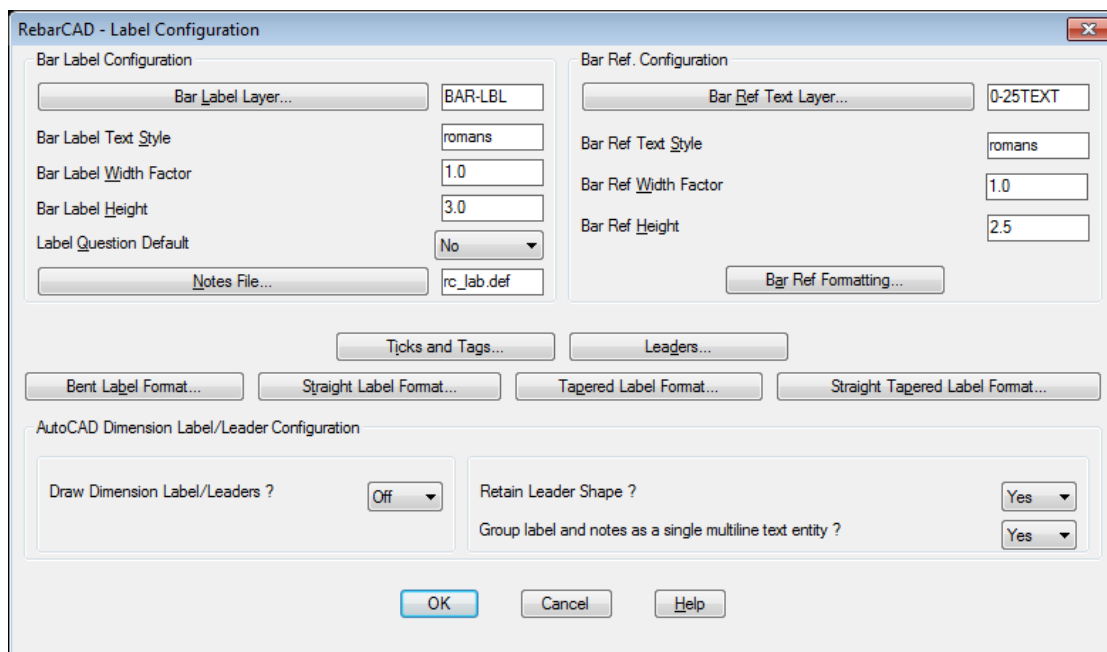 RebarCAD - Label Configuration
Bar Label Configuration
Bar Label Layer... BAR-LBL
Bar Label Text Style romans
Bar Label Width Factor 1.0
Bar Label Height 3.0
Label Question Default No
Notes File... rc_lab.def
Bar Ref. Configuration
Bar Ref Text Layer... 0-25TEXT
Bar Ref Text Style romans
Bar Ref Width Factor 1.0
Bar Ref Height 2.5
Bar Ref Formatting...
Ticks and Tags... Leaders...
Bent Label Format... Straight Label Format... Tapered Label Format... Straight Tapered Label Format...
AutoCAD Dimension Label/Leader Configuration
Draw Dimension Label/Leaders ? Off
Retain Leader Shape ? Yes
Group label and notes as a single multiline text entity ? Yes
OK Cancel Help